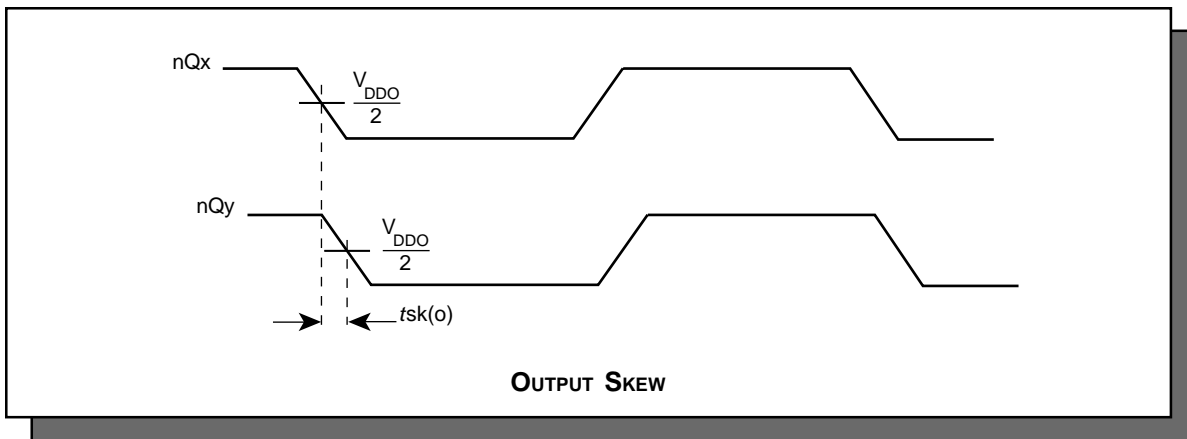 nQx
VDDO
2
nQy
VDDO
2
tsk(o)
OUTPUT SKEW